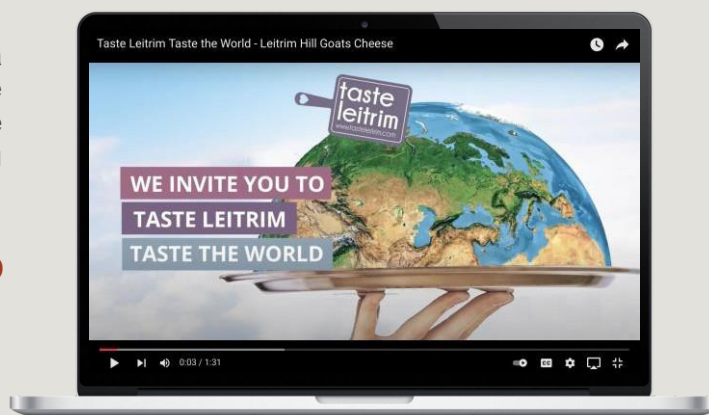 Taste Leitrim Taste the World - Leitrim Hill Goats Cheese
taste
leitrim
www.tasteleitrim.com
WE INVITE YOU TO
TASTE LEITRIM
TASTE THE WORLD
0:03 / 1:31
CC